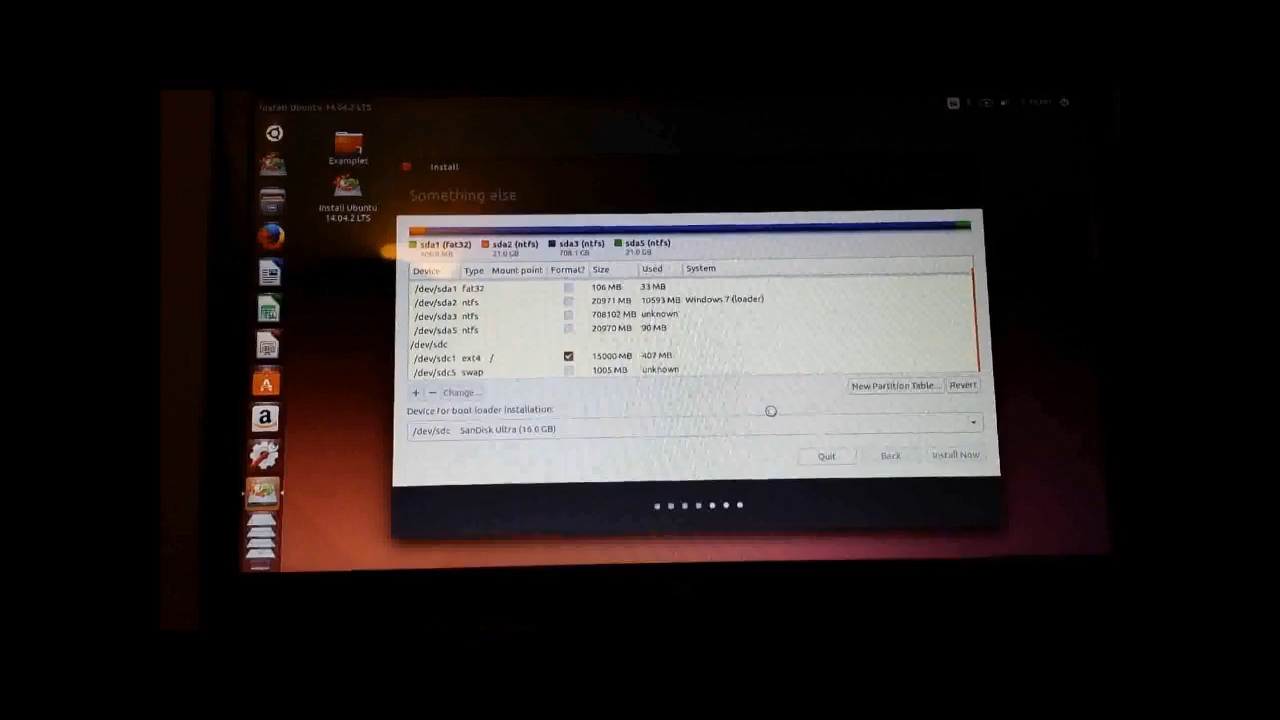 Install Ubuntu 14.04.2 LTS
Examples
Install Ubuntu
14.04.2 LTS
Install
Something else
sda1 (fat32) sda2 (ntfs) sda3 (ntfs) sda5 (ntfs)
21.0 GB 708.1 GB 21.0 GB
Device Type Mount point Format? Size Used System
/dev/sda1 fat32 106 MB 33 MB
/dev/sda2 ntfs 20971 MB 10593 MB Windows 7 (loader)
/dev/sda3 ntfs 708102 MB unknown
/dev/sda5 ntfs 20970 MB 90 MB
/dev/sdc
/dev/sdc1 ext4 / 15000 MB 407 MB
/dev/sdc5 swap 1005 MB unknown
+ − Change... New Partition Table... Revert
Device for boot loader installation:
/dev/sdc SanDisk Ultra (16.0 GB)
Quit Back Install Now